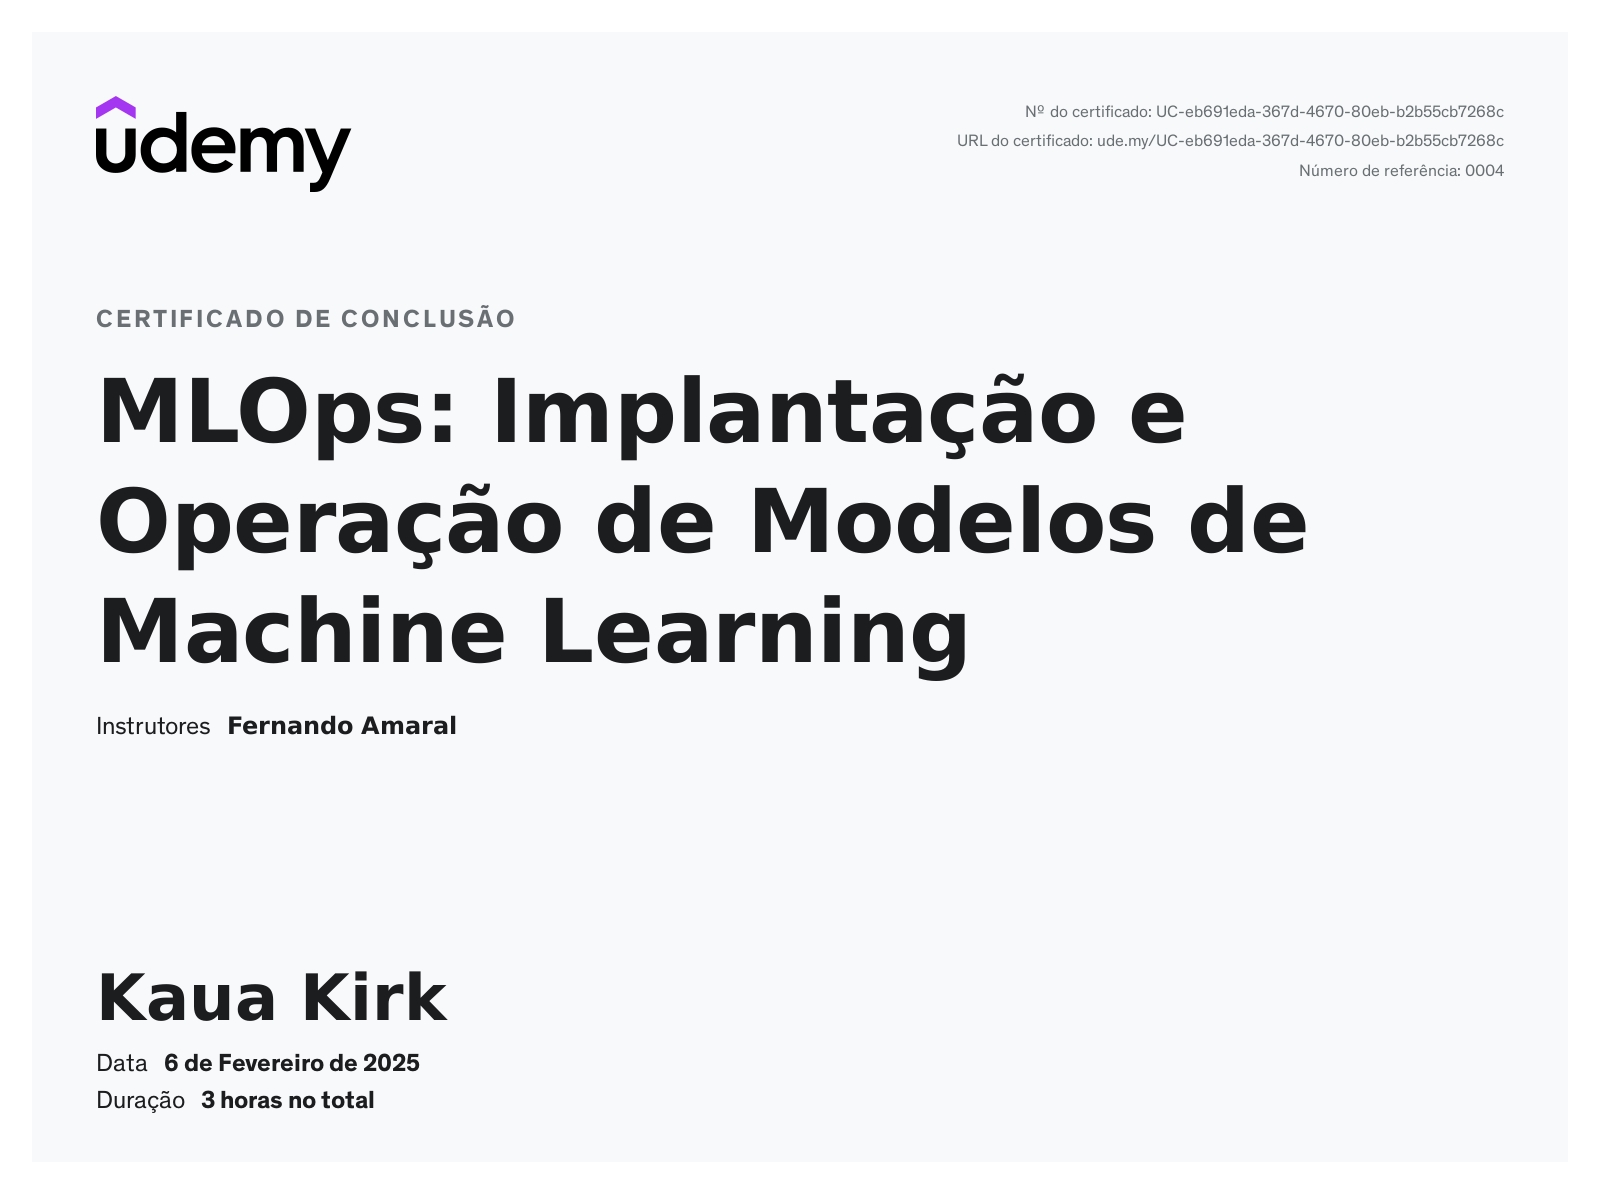 udemy
Nº do certificado: UC-eb691eda-367d-4670-80eb-b2b55cb7268c
URL do certificado: ude.my/UC-eb691eda-367d-4670-80eb-b2b55cb7268c
Número de referência: 0004
CERTIFICADO DE CONCLUSÃO
MLOps: Implantação e
Operação de Modelos de
Machine Learning
Instrutores Fernando Amaral
Kaua Kirk
Data 6 de Fevereiro de 2025
Duração 3 horas no total